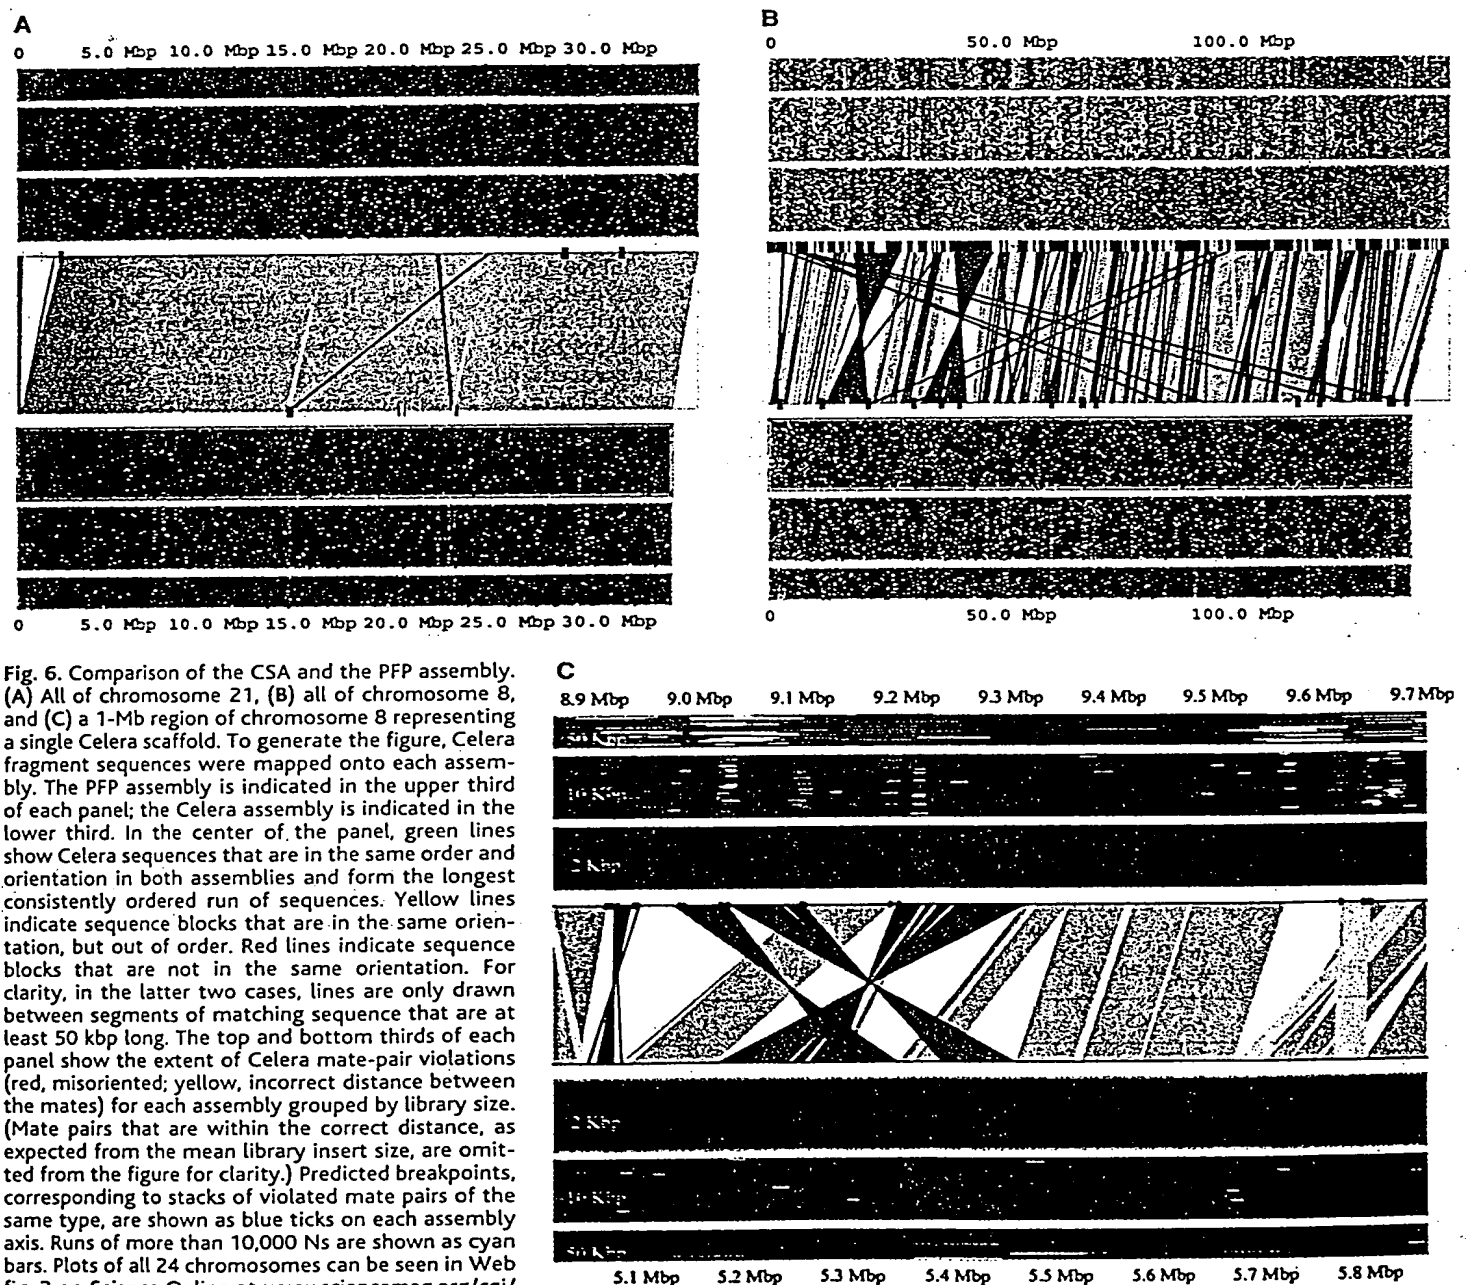 A
0 5.0 Mbp 10.0 Mbp 15.0 Mbp 20.0 Mbp 25.0 Mbp 30.0 Mbp
0 5.0 Mbp 10.0 Mbp 15.0 Mbp 20.0 Mbp 25.0 Mbp 30.0 Mbp
B
0 50.0 Mbp 100.0 Mbp
0 50.0 Mbp 100.0 Mbp
Fig. 6. Comparison of the CSA and the PFP assembly.
(A) All of chromosome 21, (B) all of chromosome 8,
and (C) a 1-Mb region of chromosome 8 representing
a single Celera scaffold. To generate the figure, Celera
fragment sequences were mapped onto each assem-
bly. The PFP assembly is indicated in the upper third
of each panel; the Celera assembly is indicated in the
lower third. In the center of the panel, green lines
show Celera sequences that are in the same order and
orientation in both assemblies and form the longest
consistently ordered run of sequences. Yellow lines
indicate sequence blocks that are in the same orien-
tation, but out of order. Red lines indicate sequence
blocks that are not in the same orientation. For
clarity, in the latter two cases, lines are only drawn
between segments of matching sequence that are at
least 50 kbp long. The top and bottom thirds of each
panel show the extent of Celera mate-pair violations
(red, misoriented; yellow, incorrect distance between
the mates) for each assembly grouped by library size.
(Mate pairs that are within the correct distance, as
expected from the mean library insert size, are omit-
ted from the figure for clarity.) Predicted breakpoints,
corresponding to stacks of violated mate pairs of the
same type, are shown as blue ticks on each assembly
axis. Runs of more than 10,000 Ns are shown as cyan
bars. Plots of all 24 chromosomes can be seen in Web
C
8.9 Mbp 9.0 Mbp 9.1 Mbp 9.2 Mbp 9.3 Mbp 9.4 Mbp 9.5 Mbp 9.6 Mbp 9.7 Mbp
50 Kbp
10 Kbp
2 Kbp
2 Kbp
10 Kbp
50 Kbp
5.1 Mbp 5.2 Mbp 5.3 Mbp 5.4 Mbp 5.5 Mbp 5.6 Mbp 5.7 Mbp 5.8 Mbp